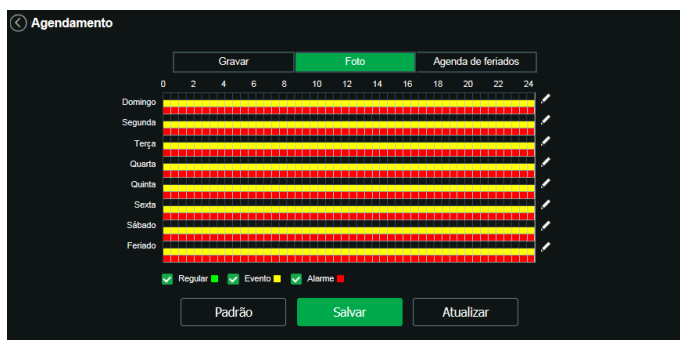 Agendamento
Gravar Foto Agenda de feriados
0 2 4 6 8 10 12 14 16 18 20 22 24
Domingo
Segunda
Terça
Quarta
Quinta
Sexta
Sábado
Feriado
Regular Evento Alarme
Padrão Salvar Atualizar